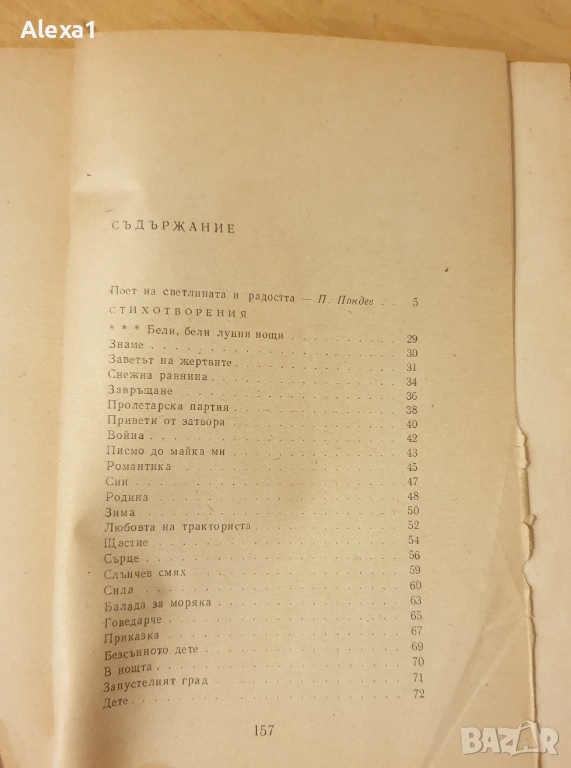 Alexa1
СЪДЪРЖАНИЕ
Поет на светлината и радостта — П. Пондев . . 5
СТИХОТВОРЕНИЯ
* * * Бели, бели лунни нощи . . . . . . . . . 29
Знаме . . . . . . . . . . . . . . . . . . . 30
Заветът на жертвите . . . . . . . . . . . . 31
Снежна равнина . . . . . . . . . . . . . . 34
Завръщане . . . . . . . . . . . . . . . . . 36
Пролетарска партия . . . . . . . . . . . . 38
Привети от затвора . . . . . . . . . . . . 40
Война . . . . . . . . . . . . . . . . . . . 42
Писмо до майка ми . . . . . . . . . . . . 43
Романтика . . . . . . . . . . . . . . . . . 45
Син . . . . . . . . . . . . . . . . . . . . 47
Родина . . . . . . . . . . . . . . . . . . 48
Зима . . . . . . . . . . . . . . . . . . . 50
Любовта на тракториста . . . . . . . . . . 52
Щастие . . . . . . . . . . . . . . . . . . 54
Сърце . . . . . . . . . . . . . . . . . . . 56
Слънчев смях . . . . . . . . . . . . . . . 59
Сила . . . . . . . . . . . . . . . . . . . 60
Балада за моряка . . . . . . . . . . . . . 63
Говедарче . . . . . . . . . . . . . . . . . 65
Приказка . . . . . . . . . . . . . . . . . 67
Безсънното дете . . . . . . . . . . . . . . 69
В нощта . . . . . . . . . . . . . . . . . . 70
Запустелият град . . . . . . . . . . . . . 71
Дете . . . . . . . . . . . . . . . . . . . 72
157
BAZAR